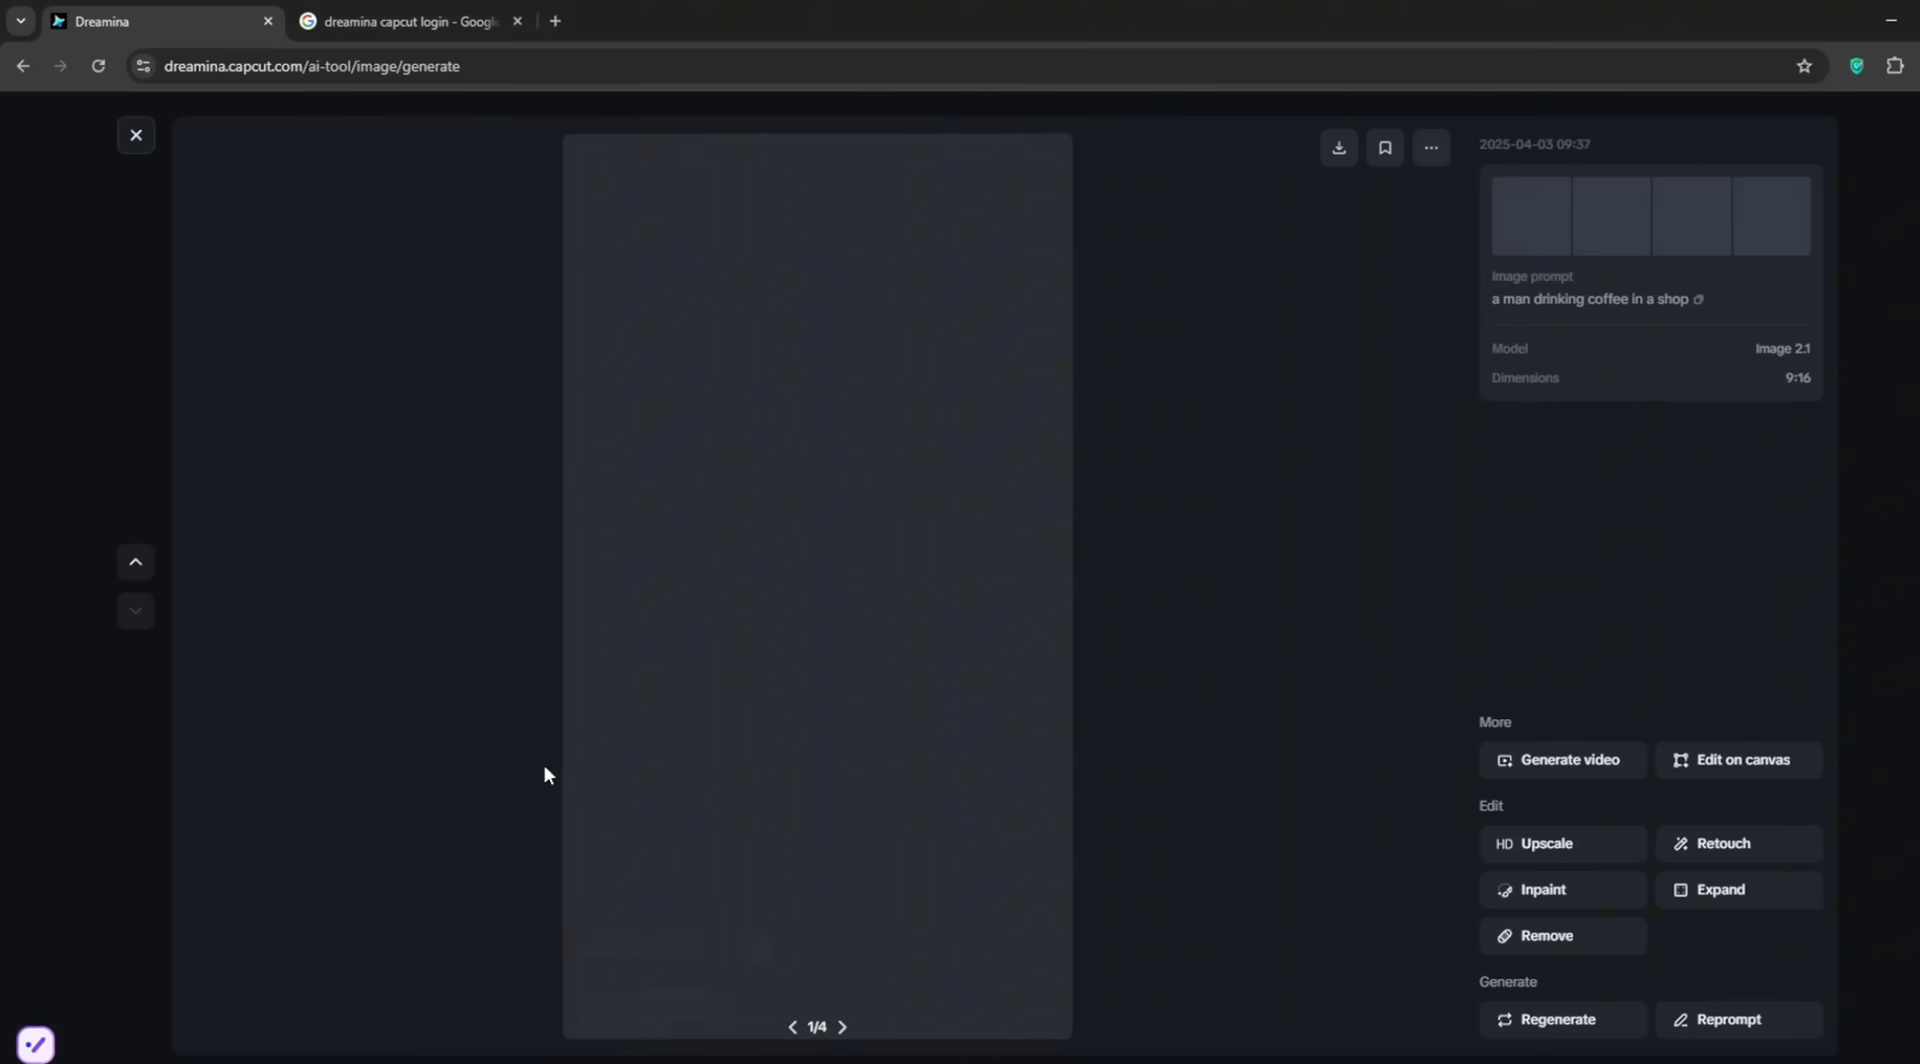 Dreamina
dreamina capcut login - Google
dreamina.capcut.com/ai-tool/image/generate
2025-04-03 09:37
Image prompt
a man drinking coffee in a shop
Model Image 2.1
Dimensions 9:16
More
Generate video Edit on canvas
Edit
HD Upscale Retouch
Inpaint Expand
Remove
Generate
1/4
Regenerate Reprompt